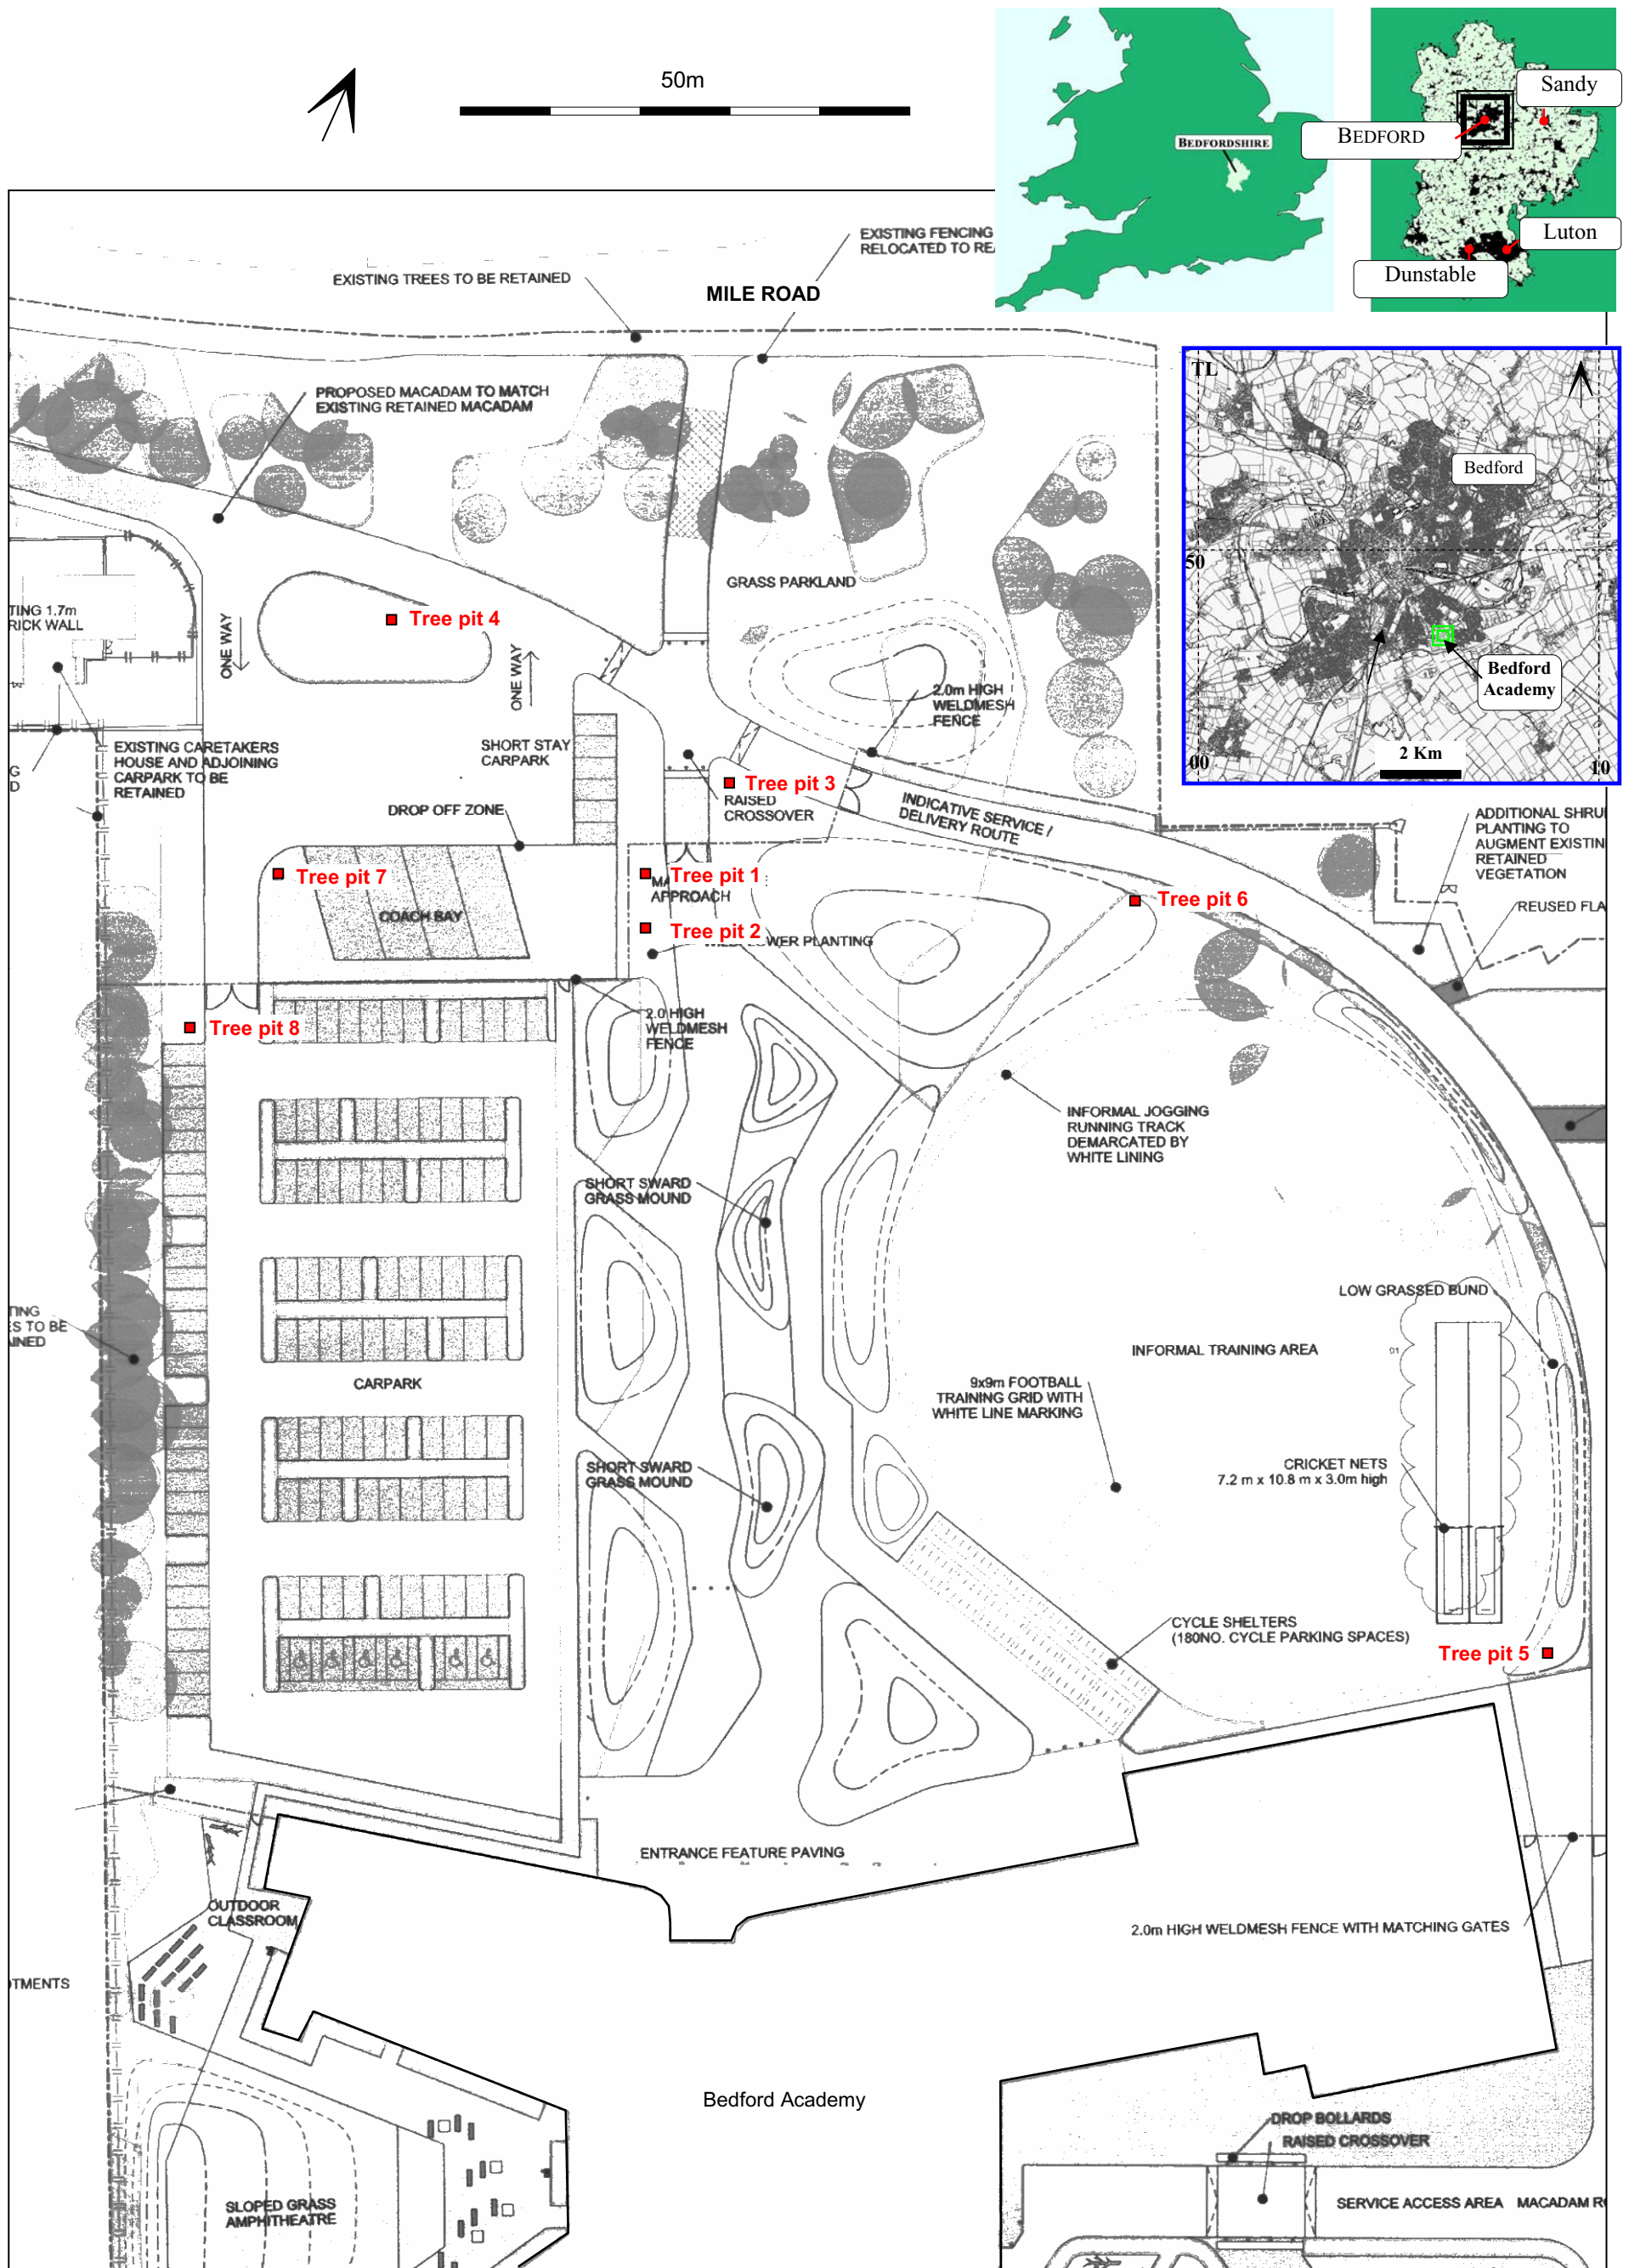 50m
BEDFORDSHIRE
Sandy
BEDFORD
Luton
Dunstable
EXISTING FENCING
RELOCATED TO
EXISTING TREES TO BE RETAINED
MILE ROAD
PROPOSED MACADAM TO MATCH
EXISTING RETAINED MACADAM
TL
Bedford
50
Bedford
Academy
2 Km
00
10
GRASS PARKLAND
1.7m
WALL
ONE WAY
Tree pit 4
ONE WAY
2.0m HIGH
WELDMESH
FENCE
EXISTING CARETAKERS
HOUSE AND ADJOINING
CARPARK TO BE
RETAINED
SHORT STAY
CARPARK
Tree pit 3
RAISED
CROSSOVER
INDICATIVE SERVICE /
DELIVERY ROUTE
DROP OFF ZONE
ADDITIONAL
PLANTING TO
AUGMENT
RETAINED
VEGETATION
REUSED
Tree pit 7
COACH BAY
Tree pit 1
APPROACH
Tree pit 2
PLANTING
Tree pit 6
Tree pit 8
2.0 HIGH
WELDMESH
FENCE
INFORMAL JOGGING
RUNNING TRACK
DEMARCATED BY
WHITE LINING
SHORT SWARD
GRASS MOUND
TO BE
LOW GRASSED BUND
INFORMAL TRAINING AREA
01
CARPARK
9x9m FOOTBALL
TRAINING GRID WITH
WHITE LINE MARKING
SHORT SWARD
GRASS MOUND
CRICKET NETS
7.2 m x 10.8 m x 3.0m high
CYCLE SHELTERS
(180NO. CYCLE PARKING SPACES)
Tree pit 5
ENTRANCE FEATURE PAVING
OUTDOOR
CLASSROOM
2.0m HIGH WELDMESH FENCE WITH MATCHING GATES
Bedford Academy
DROP BOLLARDS
RAISED CROSSOVER
SLOPED GRASS
AMPHITHEATRE
SERVICE ACCESS AREA MACADAM